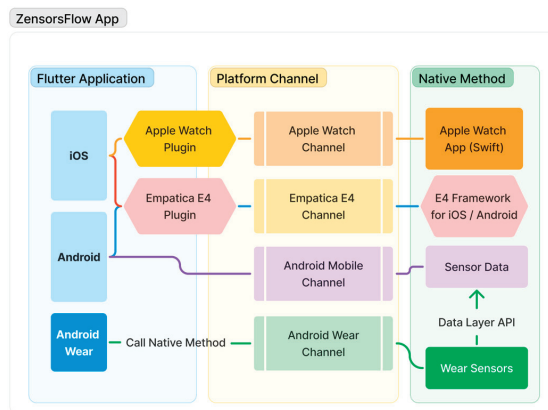 ZensorsFlow App
Flutter Application
Platform Channel
Native Method
iOS
Apple Watch
Plugin
Apple Watch
Channel
Apple Watch
App (Swift)
Empatica E4
Plugin
Empatica E4
Channel
E4 Framework
for iOS / Android
Android
Android Mobile
Channel
Sensor Data
Data Layer API
Android
Wear
Call Native Method
Android Wear
Channel
Wear Sensors